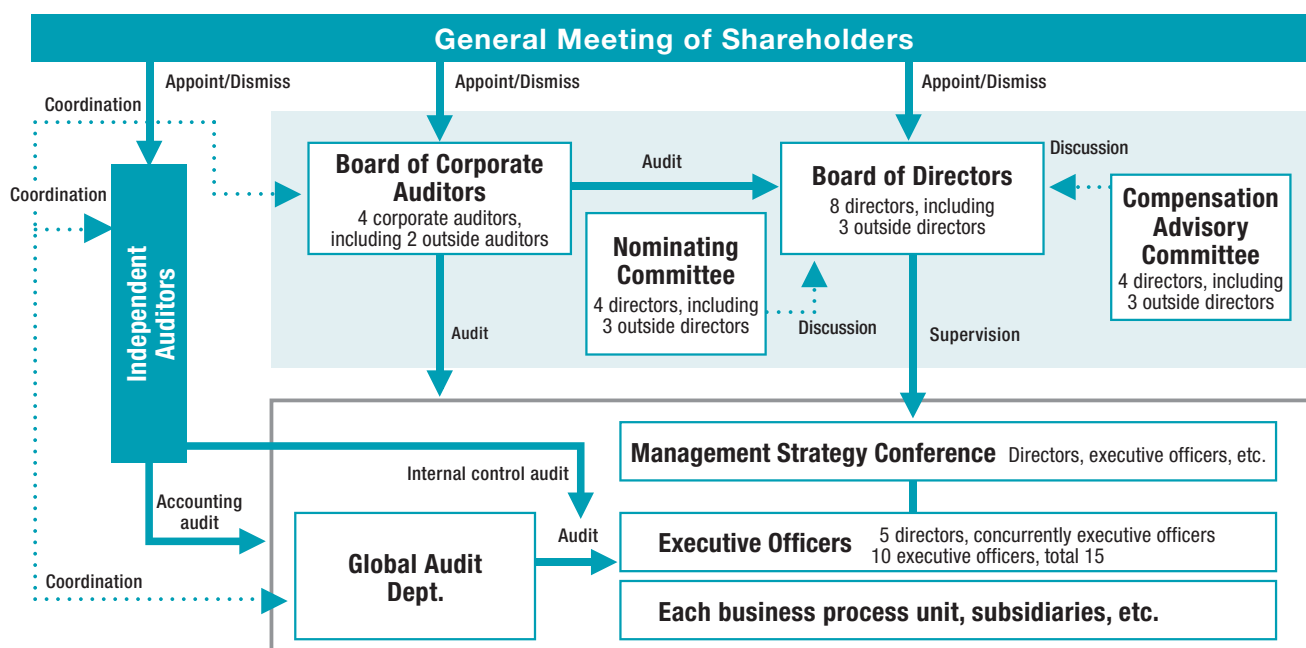 General Meeting of Shareholders
Appoint/Dismiss
Appoint/Dismiss
Appoint/Dismiss
Coordination
Coordination
Independent
Auditors
Board of Corporate
Auditors
4 corporate auditors,
including 2 outside auditors
Audit
Board of Directors
8 directors, including
3 outside directors
Discussion
Compensation
Advisory
Committee
4 directors, including
3 outside directors
Nominating
Committee
4 directors, including
3 outside directors
Discussion
Audit
Supervision
Management Strategy Conference Directors, executive officers, etc.
Internal control audit
Accounting
audit
Audit
Global Audit
Dept.
Executive Officers 5 directors, concurrently executive officers
10 executive officers, total 15
Coordination
Each business process unit, subsidiaries, etc.